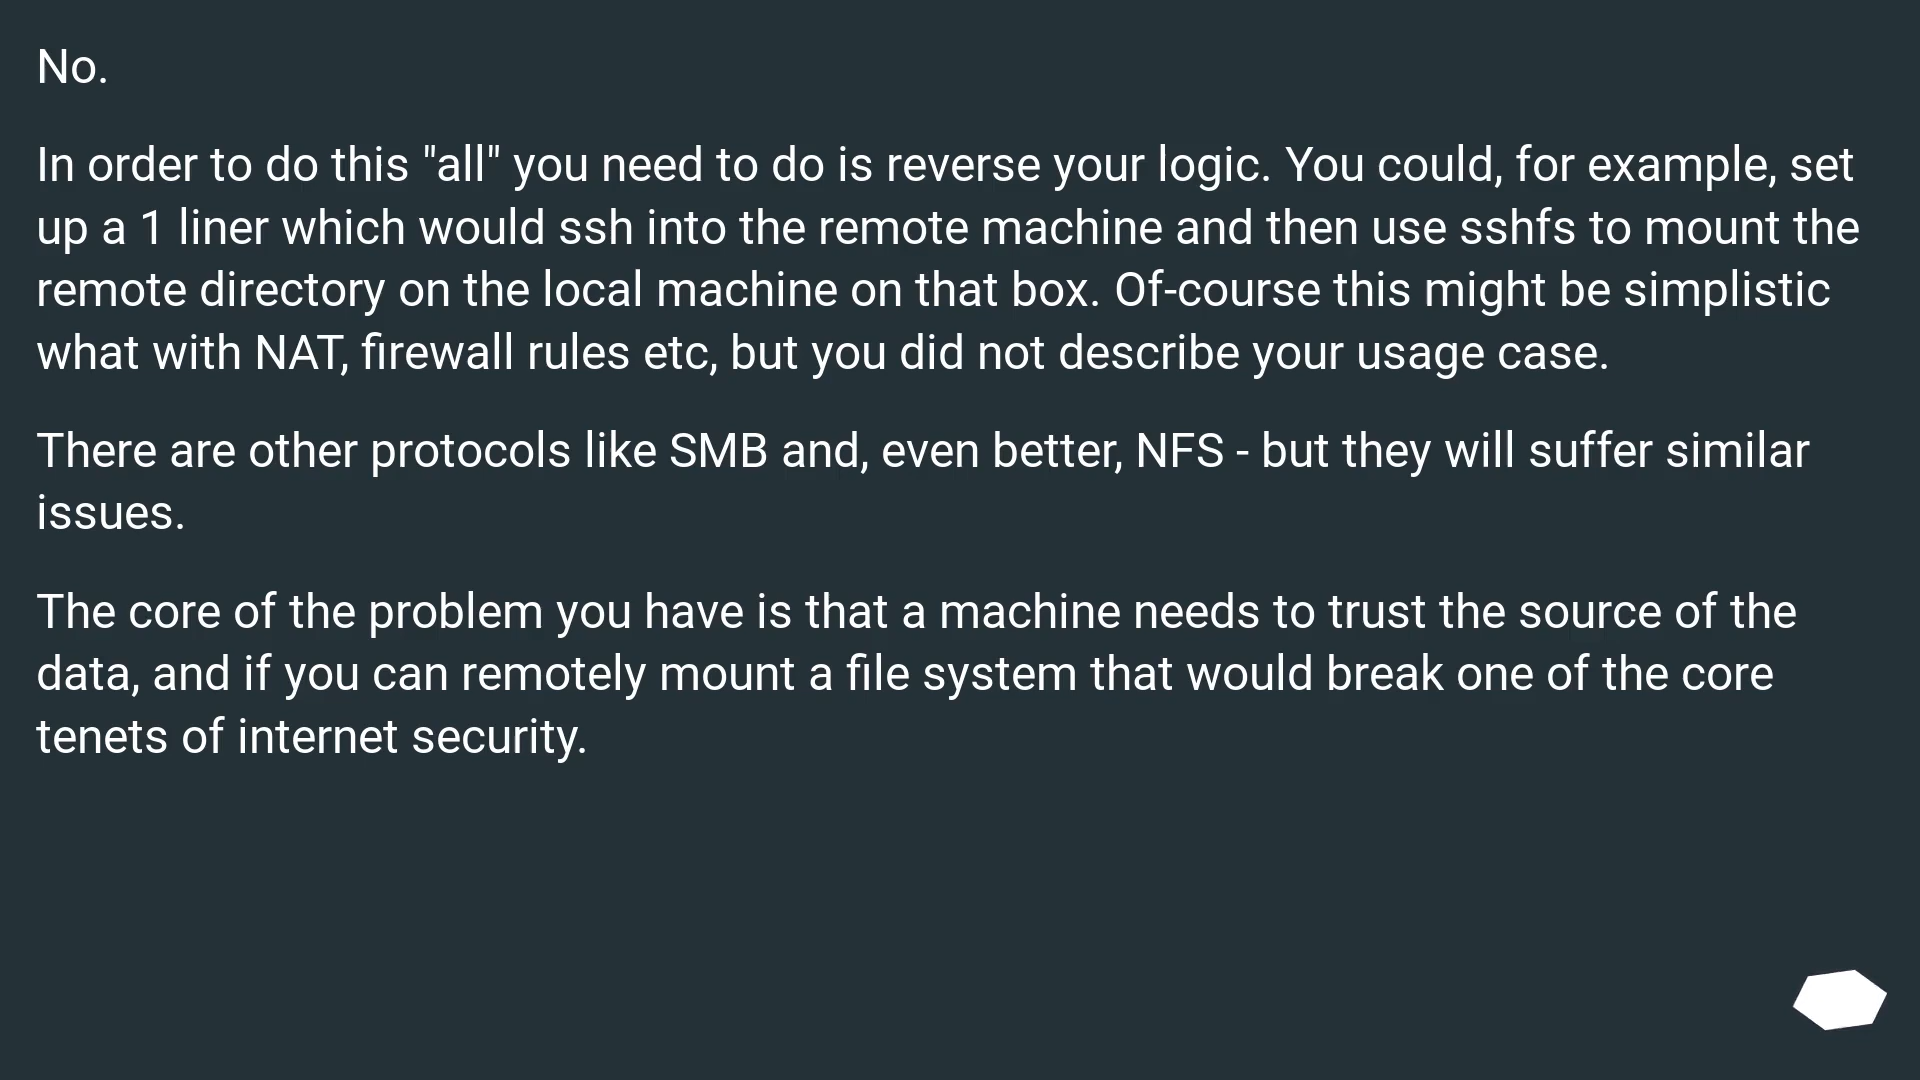 No.
In order to do this "all" you need to do is reverse your logic. You could, for example, set
up a 1 liner which would ssh into the remote machine and then use sshfs to mount the
remote directory on the local machine on that box. Of-course this might be simplistic
what with NAT, firewall rules etc, but you did not describe your usage case.
There are other protocols like SMB and, even better, NFS - but they will suffer similar
issues.
The core of the problem you have is that a machine needs to trust the source of the
data, and if you can remotely mount a file system that would break one of the core
tenets of internet security.